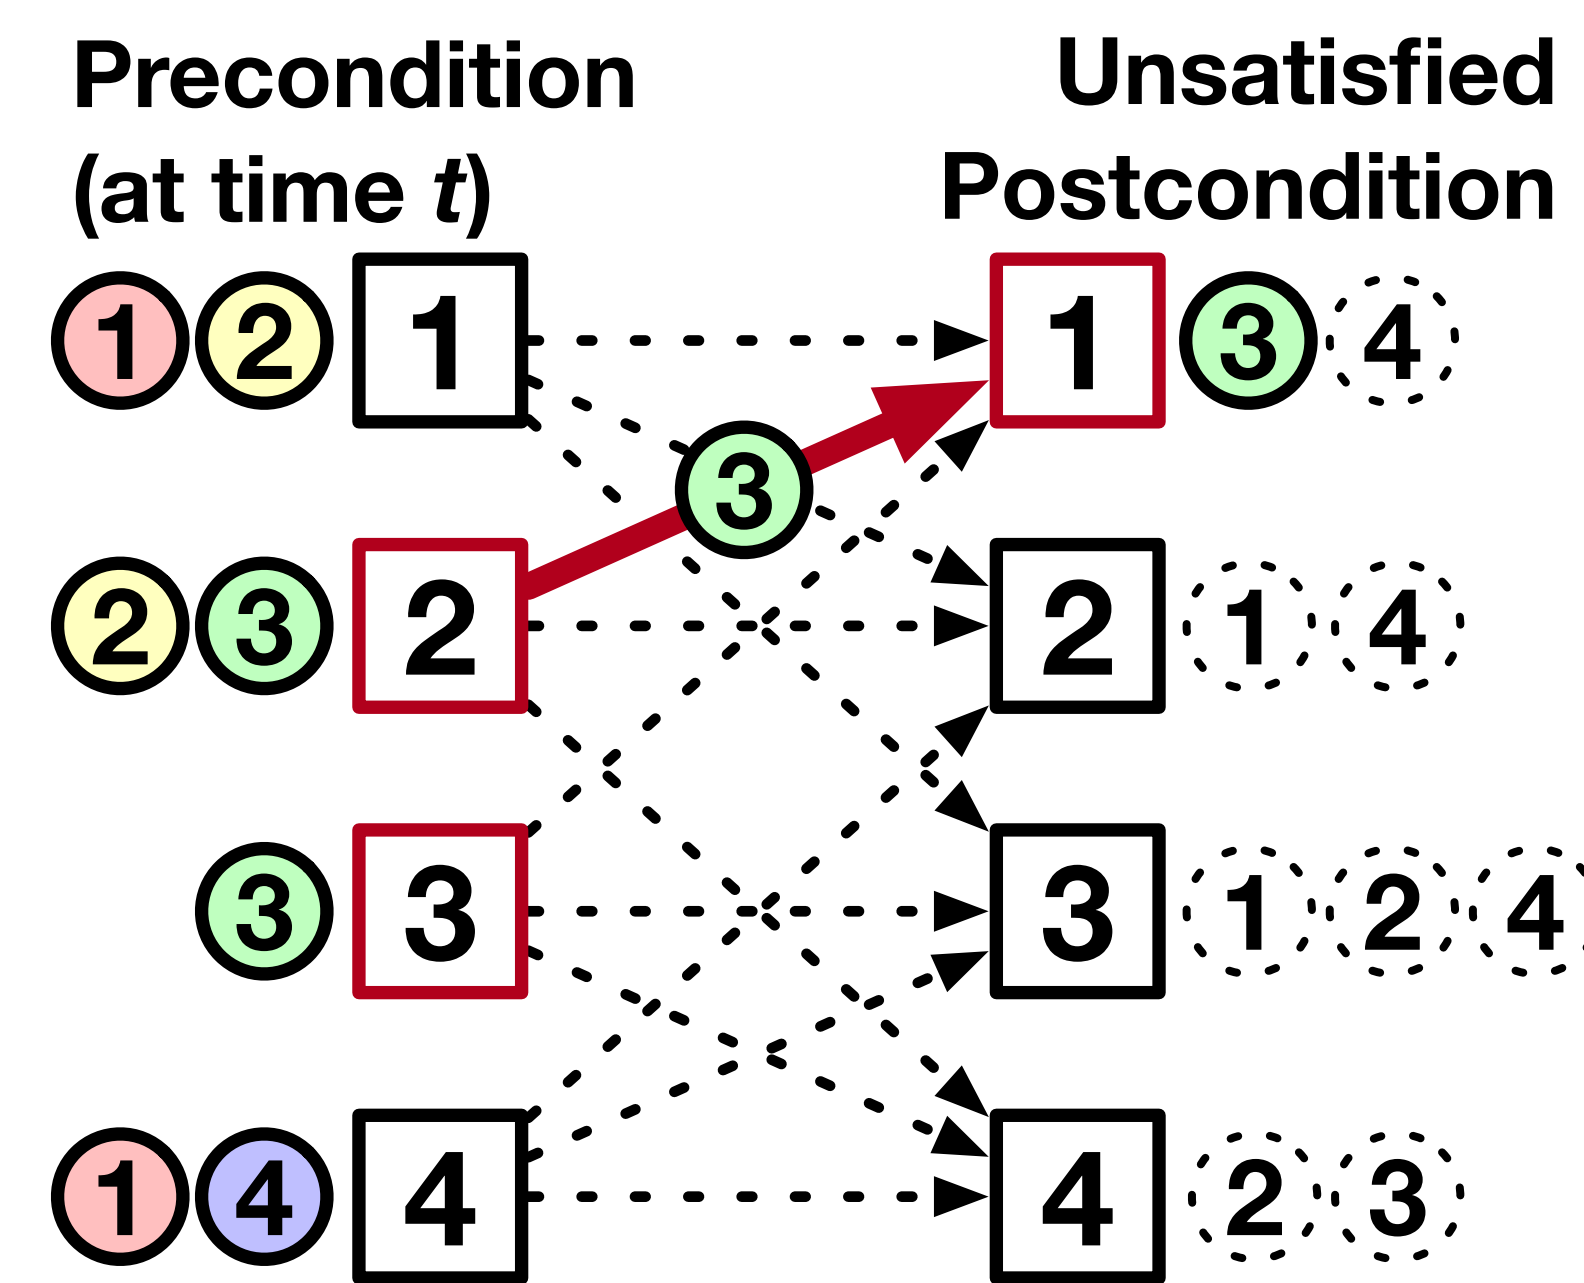 Precondition
(at time t)
Unsatisfied
Postcondition
1 2 1 1 3 4
3
2 3 2 2 1 4
3 3 3 1 2 4
1 4 4 4 2 3